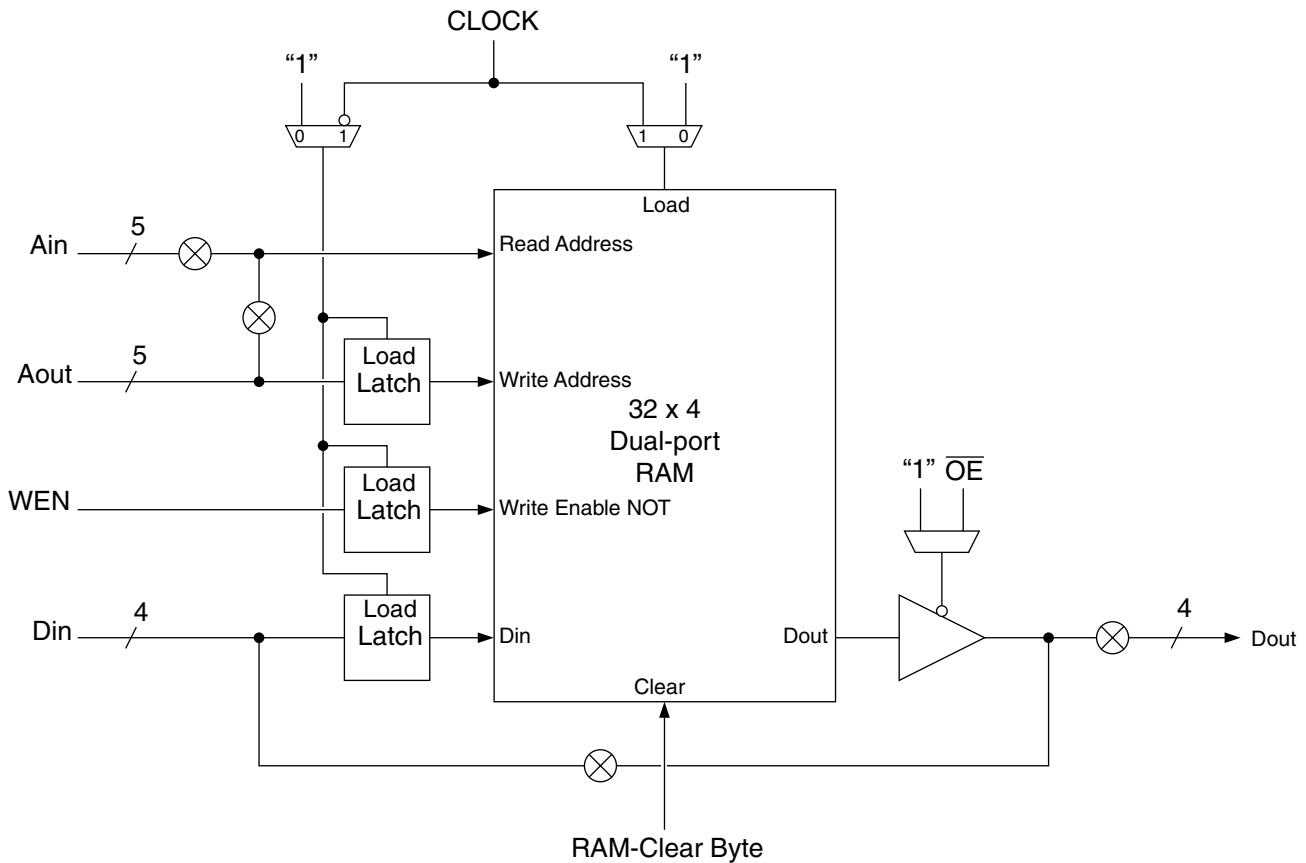 CLOCK
“1”
“1”
0 1
1 0
Load
5
Ain
Read Address
5
Aout
Load
Latch
Write Address
32 x 4
Dual-port
RAM
“1” O̅E̅
WEN
Load
Latch
Write Enable NOT
4
Din
Load
Latch
Din
Dout
4
Dout
Clear
RAM-Clear Byte